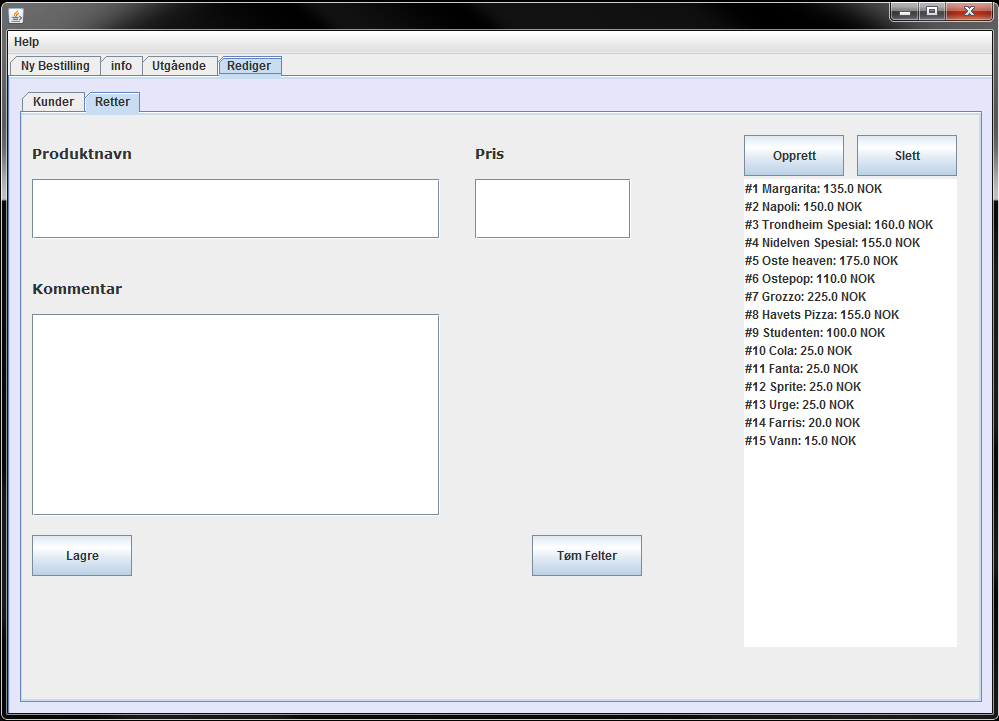 Help
Ny Bestilling info Utgående Rediger
Kunder Retter
Produktnavn
Pris
Kommentar
Lagre
Tøm Felter
Opprett Slett
#1 Margarita: 135.0 NOK
#2 Napoli: 150.0 NOK
#3 Trondheim Spesial: 160.0 NOK
#4 Nidelven Spesial: 155.0 NOK
#5 Oste heaven: 175.0 NOK
#6 Ostepop: 110.0 NOK
#7 Grozzo: 225.0 NOK
#8 Havets Pizza: 155.0 NOK
#9 Studenten: 100.0 NOK
#10 Cola: 25.0 NOK
#11 Fanta: 25.0 NOK
#12 Sprite: 25.0 NOK
#13 Urge: 25.0 NOK
#14 Farris: 20.0 NOK
#15 Vann: 15.0 NOK